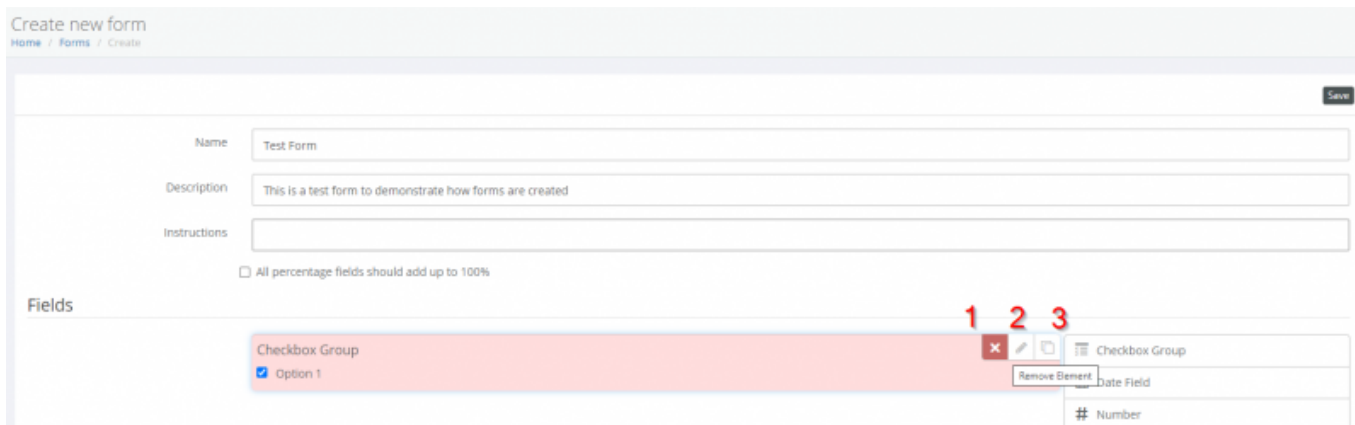 Create new form
Home / Forms / Create
Save
Name
Test Form
Description
This is a test form to demonstrate how forms are created
Instructions
All percentage fields should add up to 100%
Fields
1 2 3
Checkbox Group
Option 1
Remove Element
Checkbox Group
Date Field
# Number